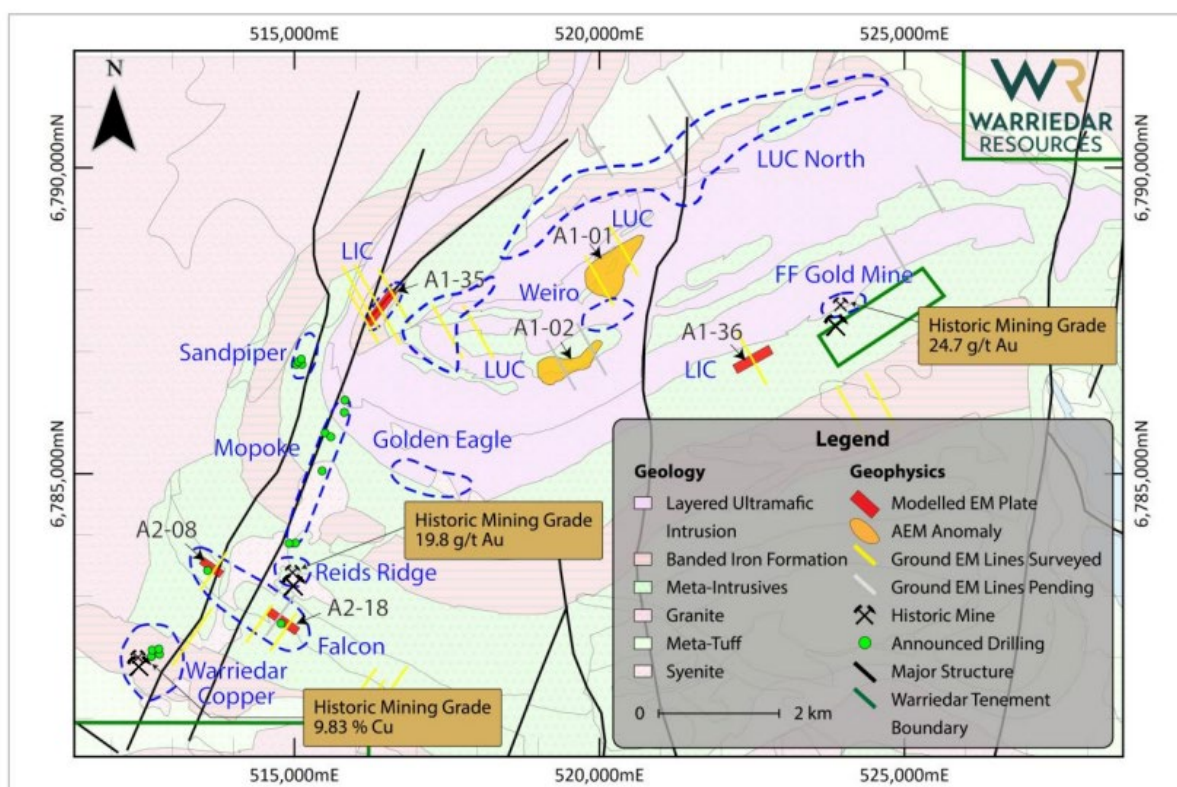 515,000mE
520,000mE
525,000mE
N
WR
WARRIEDAR
RESOURCES
6,790,000mN
6,790,000mN
LUC North
LUC
A1-01
LIC
A1-35
Weiro
FF Gold Mine
A1-02
Historic Mining Grade
24.7 g/t Au
Sandpiper
A1-36
LUC
LIC
Mopoke
Golden Eagle
6,785,000mN
6,785,000mN
Historic Mining Grade
19.8 g/t Au
A2-08
Reids Ridge
A2-18
Falcon
Warriedar
Copper
Historic Mining Grade
9.83 % Cu
Legend
Geology
Layered Ultramafic
Intrusion
Banded Iron Formation
Meta-Intrusives
Granite
Meta-Tuff
Syenite
0
2 km
Geophysics
Modelled EM Plate
AEM Anomaly
Ground EM Lines Surveyed
Ground EM Lines Pending
Historic Mine
Announced Drilling
Major Structure
Warriedar Tenement
Boundary
515,000mE
520,000mE
525,000mE